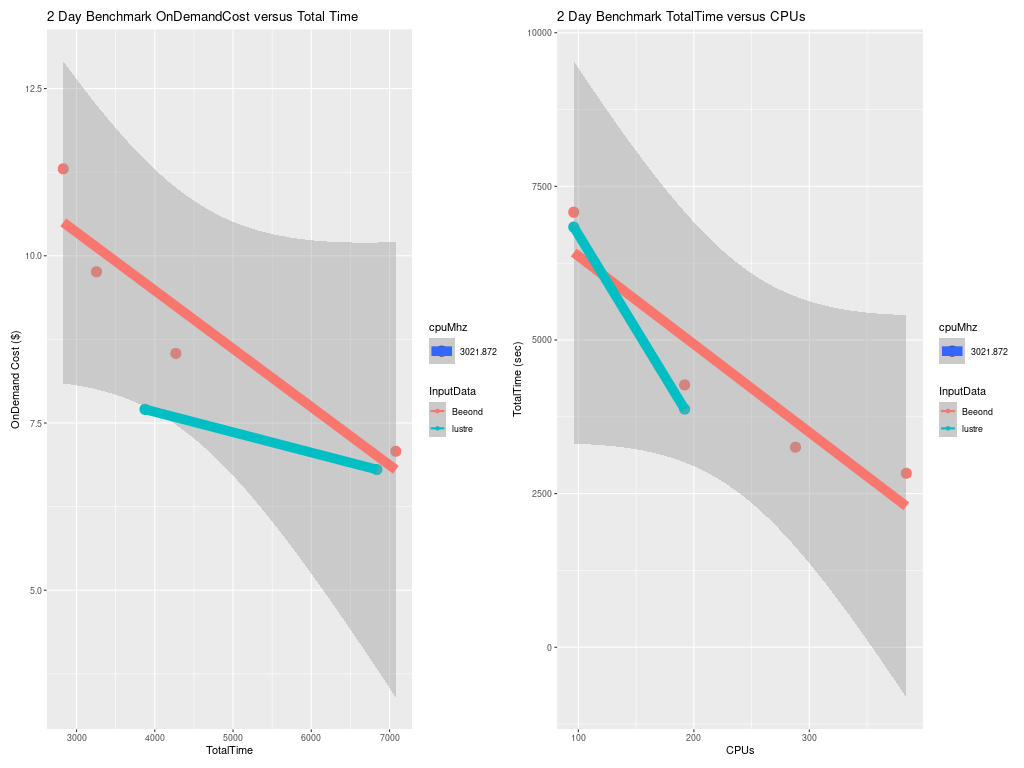 2 Day Benchmark OnDemandCost versus Total Time
12.5
10.0
7.5
5.0
OnDemand Cost ($)
3000 4000 5000 6000 7000
TotalTime
cpuMhz
3021.872
InputData
Beeond
lustre
2 Day Benchmark TotalTime versus CPUs
10000
7500
5000
2500
0
TotalTime (sec)
100 200 300
CPUs
cpuMhz
3021.872
InputData
Beeond
lustre